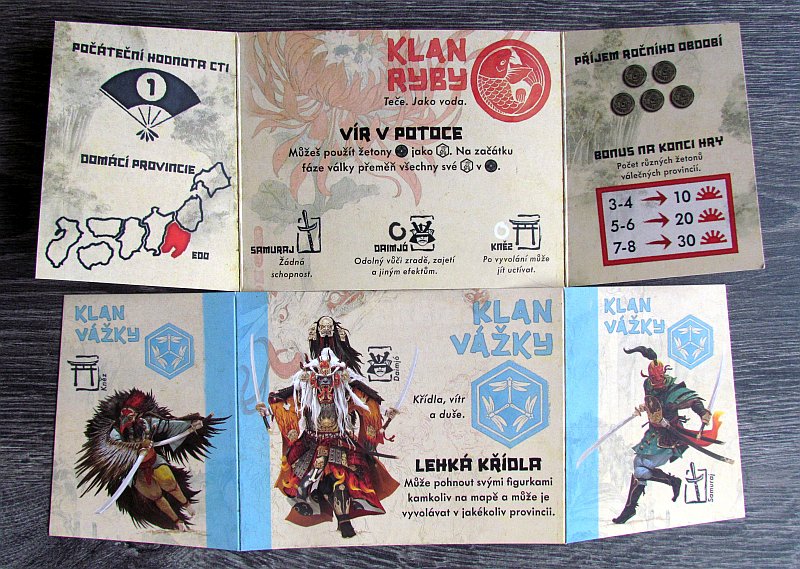 POČÁTEČNÍ HODNOTA CTI
1
DOMÁCÍ PROVINCIE
EDO
KLAN
RYBY
Teče. Jako voda.
VÍR V POTOCE
Můžeš použít žetony jako . Na začátku
fáze války přeměň všechny své v .
SAMURAJ
Žádná
schopnost.
DAIMJÓ
Odolný vůči zradě, zajetí
a jiným efektům.
KNĚZ
Po vyvolání může
jít uctívat.
PŘÍJEM ROČNÍHO OBDOBÍ
BONUS NA KONCI HRY
Počet různých žetonů
válečných provincií.
3-4 → 10
5-6 → 20
7-8 → 30
KLAN
VÁŽKY
Kněz
Daimjó
KLAN
VÁŽKY
Křídla, vítr
a duše.
LEHKÁ KŘÍDLA
Může pohnout svými figurkami
kamkoliv na mapě a může je
vyvolávat v jakékoliv provincii.
KLAN
VÁŽKY
Samuraj